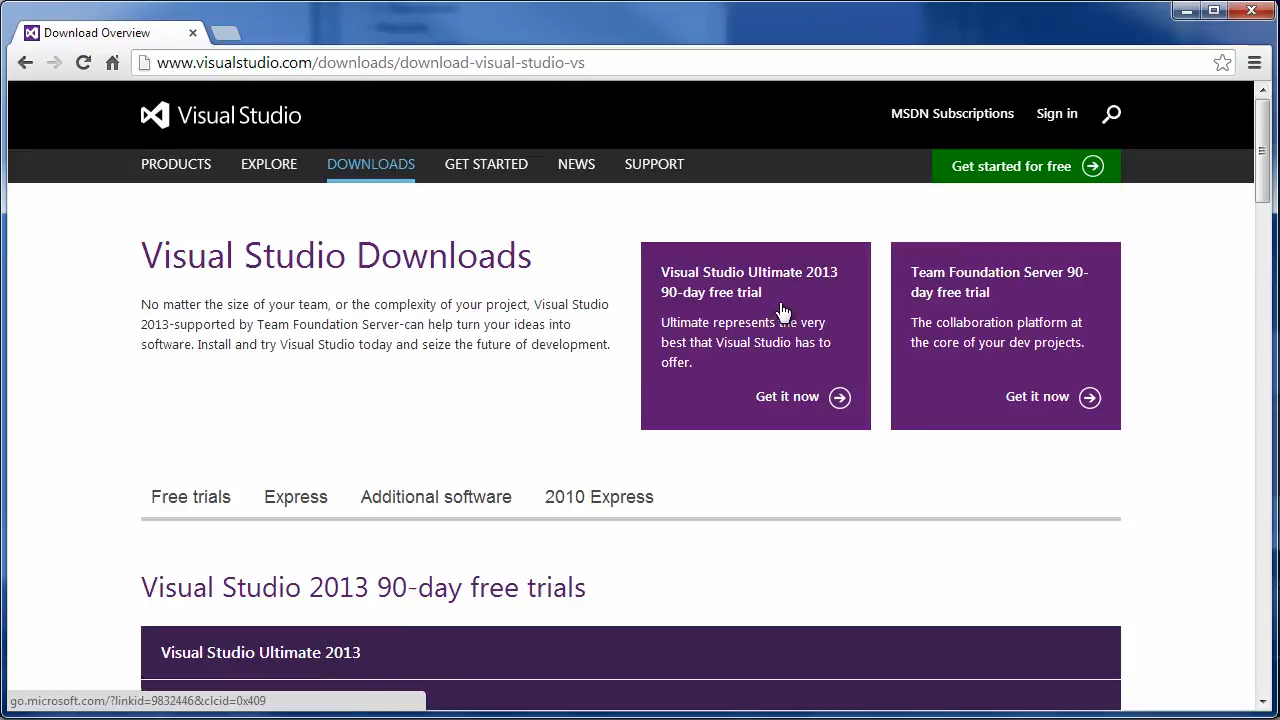 Download Overview
www.visualstudio.com/downloads/download-visual-studio-vs
Visual Studio
MSDN Subscriptions
Sign in
PRODUCTS
EXPLORE
DOWNLOADS
GET STARTED
NEWS
SUPPORT
Get started for free
Visual Studio Downloads
No matter the size of your team, or the complexity of your project, Visual Studio
2013-supported by Team Foundation Server-can help turn your ideas into
software. Install and try Visual Studio today and seize the future of development.
Visual Studio Ultimate 2013
90-day free trial
Ultimate represents the very
best that Visual Studio has to
offer.
Get it now
Team Foundation Server 90-
day free trial
The collaboration platform at
the core of your dev projects.
Get it now
Free trials
Express
Additional software
2010 Express
Visual Studio 2013 90-day free trials
Visual Studio Ultimate 2013
go.microsoft.com/?linkid=9832446&clcid=0x409